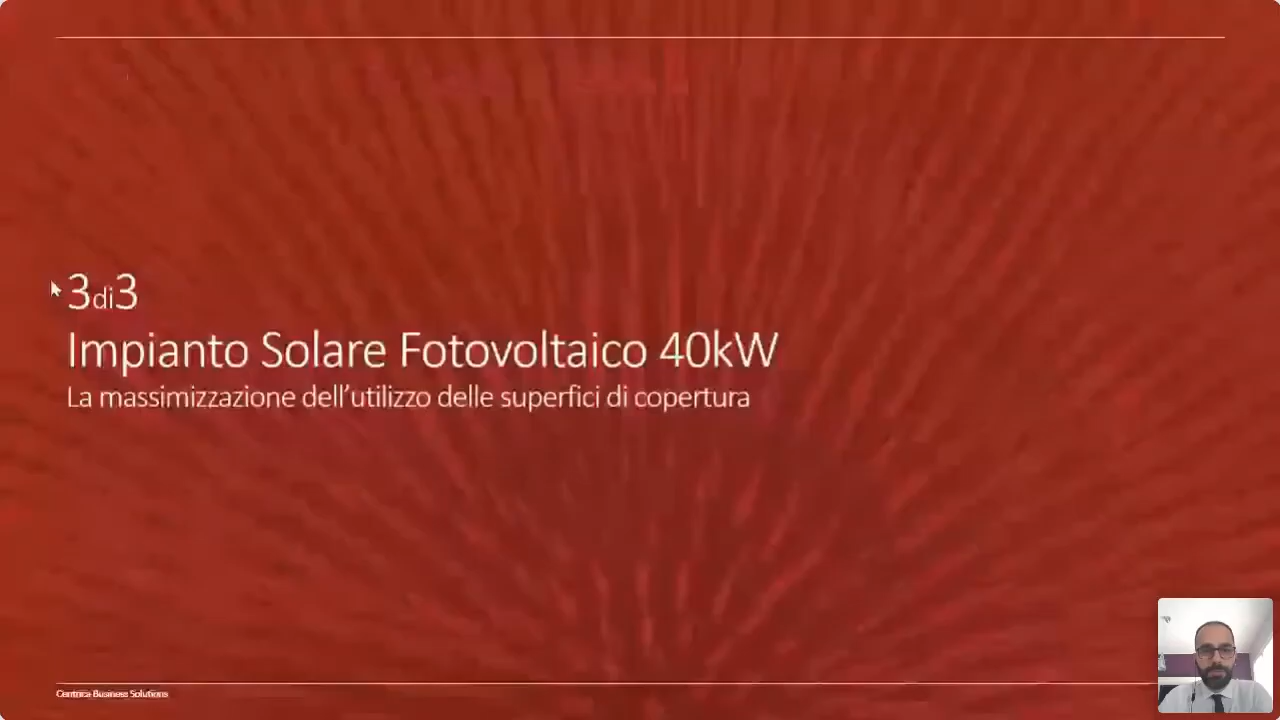 3di3
Impianto Solare Fotovoltaico 40kW
La massimizzazione dell'utilizzo delle superfici di copertura
Centrica Business Solutions